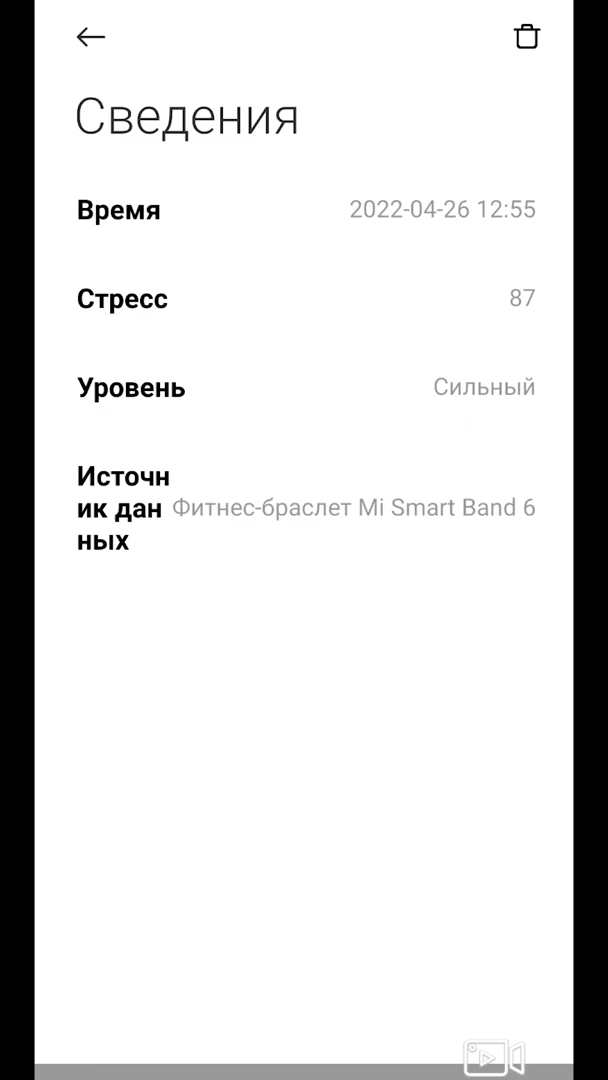 Сведения
Время 2022-04-26 12:55
Стресс 87
Уровень Сильный
Источн
ик дан Фитнес-браслет Mi Smart Band 6
ных